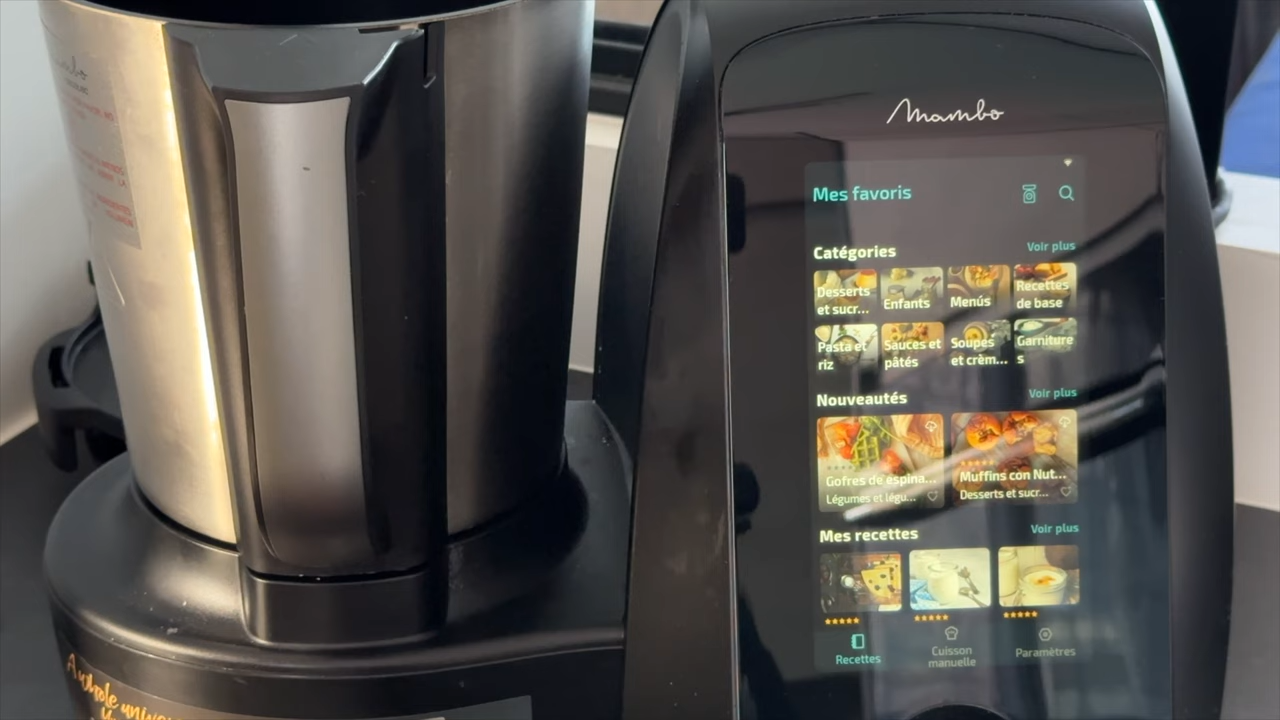 Mambo
Mes favoris
Catégories
Voir plus
Desserts
et sucr...
Enfants
Menús
Recettes
de base
Pasta et
riz
Sauces et
pâtés
Soupes
et crèm...
Garniture
s
Nouveautés
Voir plus
Gofres de espina...
Légumes et légu...
Muffins con Nut...
Desserts et sucr...
Mes recettes
Voir plus
Recettes
Cuisson
manuelle
Paramètres
A whole